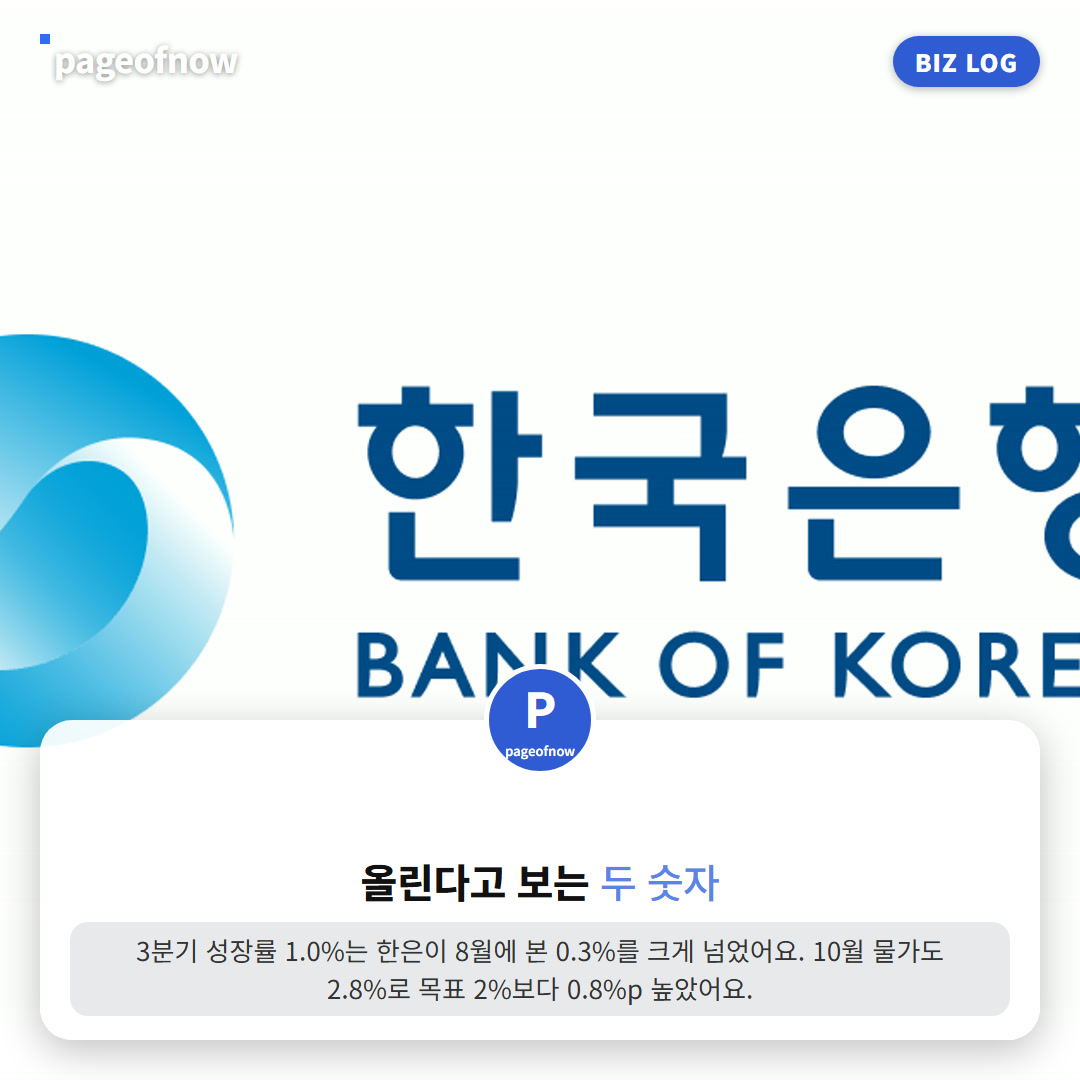 pageofnow
BIZ LOG
한국은행
BANK OF KORE
P
pageofnow
올린다고 보는 두 숫자
3분기 성장률 1.0%는 한은이 8월에 본 0.3%를 크게 넘었어요. 10월 물가도
2.8%로 목표 2%보다 0.8%p 높았어요.